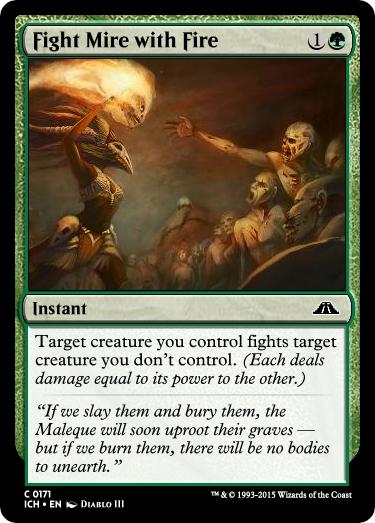 Fight Mire with Fire 1
Instant
Target creature you control fights target
creature you don't control. (Each deals
damage equal to its power to the other.)
"If we slay them and bury them, the
Maleque will soon uproot their graves —
but if we burn them, there will be no bodies
to unearth."
C 0171
ICH • EN Diablo III
™ & © 1993-2015 Wizards of the Coast